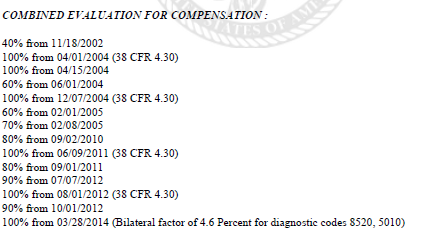 COMBINED EVALUATION FOR COMPENSATION :
40% from 11/18/2002
100% from 04/01/2004 (38 CFR 4.30)
100% from 04/15/2004
60% from 06/01/2004
100% from 12/07/2004 (38 CFR 4.30)
60% from 02/01/2005
70% from 02/08/2005
80% from 09/02/2010
100% from 06/09/2011 (38 CFR 4.30)
80% from 09/01/2011
90% from 07/07/2012
100% from 08/01/2012 (38 CFR 4.30)
90% from 10/01/2012
100% from 03/28/2014 (Bilateral factor of 4.6 Percent for diagnostic codes 8520, 5010)